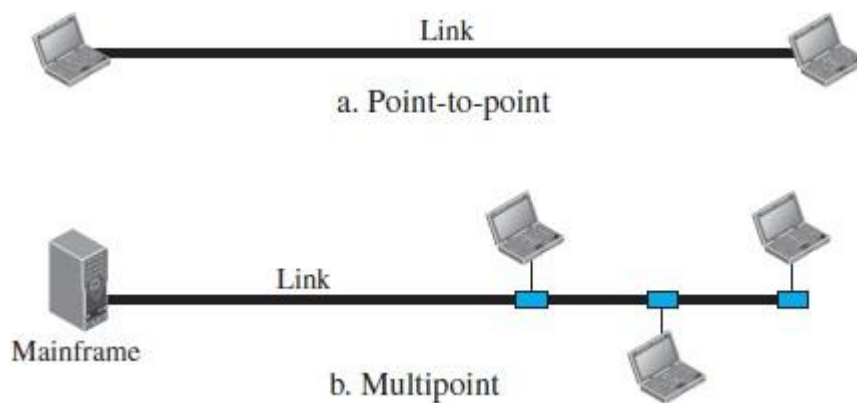 Link
a. Point-to-point
Link
Mainframe
b. Multipoint